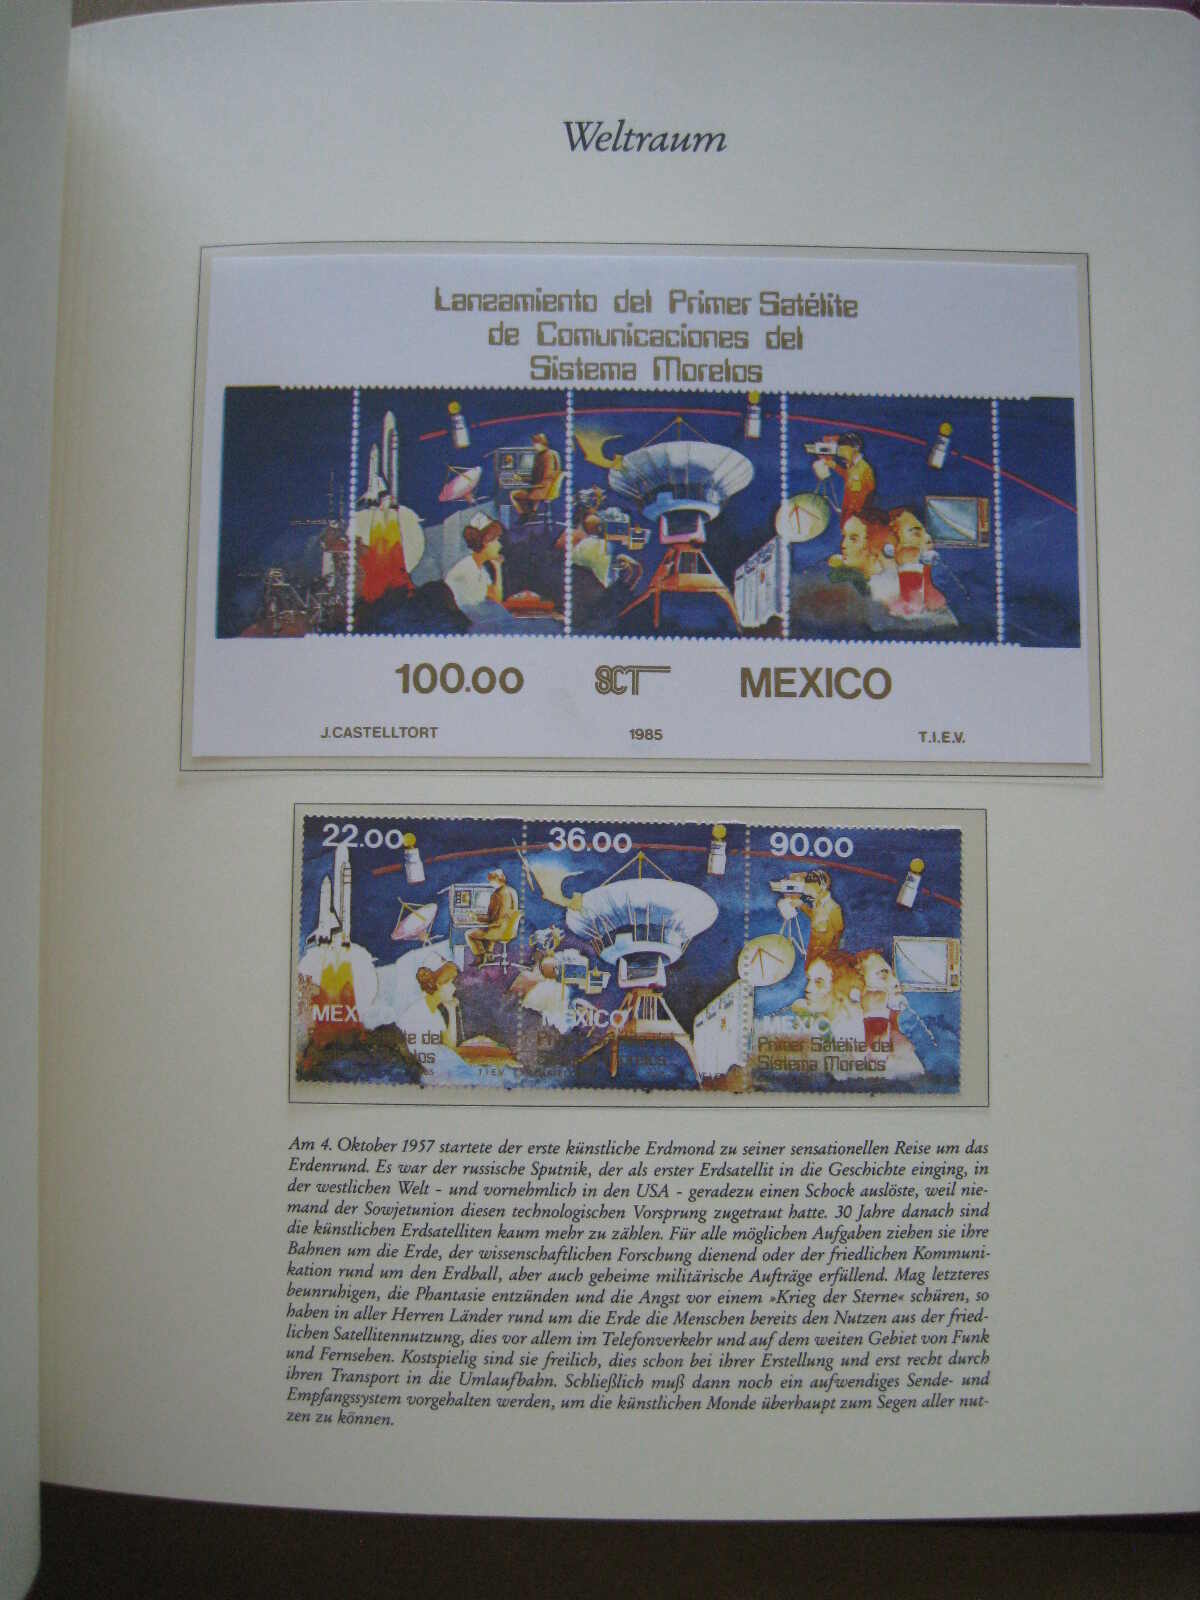 Weltraum
Lanzamiento del Primer Satélite
de Comunicaciones del
Sistema Morelos
100.00 SCT MEXICO
J.CASTELLTORT 1985 T.I.E.V.
22.00 36.00 90.00
MEXICO MEXICO MEXICO
Primer Satélite del
Sistema Morelos
T.I.E.V.
Am 4. Oktober 1957 startete der erste künstliche Erdmond zu seiner sensationellen Reise um das
Erdenrund. Es war der russische Sputnik, der als erster Erdsatellit in die Geschichte einging, in
der westlichen Welt - und vornehmlich in den USA - geradezu einen Schock auslöste, weil nie-
mand der Sowjetunion diesen technologischen Vorsprung zugetraut hatte. 30 Jahre danach sind
die künstlichen Erdsatelliten kaum mehr zu zählen. Für alle möglichen Aufgaben ziehen sie ihre
Bahnen um die Erde, der wissenschaftlichen Forschung dienend oder der friedlichen Kommuni-
kation rund um den Erdball, aber auch geheime militärische Aufträge erfüllend. Mag letzteres
beunruhigen, die Phantasie entzünden und die Angst vor einem »Krieg der Sterne« schüren, so
haben in aller Herren Länder rund um die Erde die Menschen bereits den Nutzen aus der fried-
lichen Satellitennutzung, dies vor allem im Telefonverkehr und auf dem weiten Gebiet von Funk
und Fernsehen. Kostspielig sind sie freilich, dies schon bei ihrer Erstellung und erst recht durch
ihren Transport in die Umlaufbahn. Schließlich muß dann noch ein aufwendiges Sende- und
Empfangssystem vorgehalten werden, um die künstlichen Monde überhaupt zum Segen aller nut-
zen zu können.